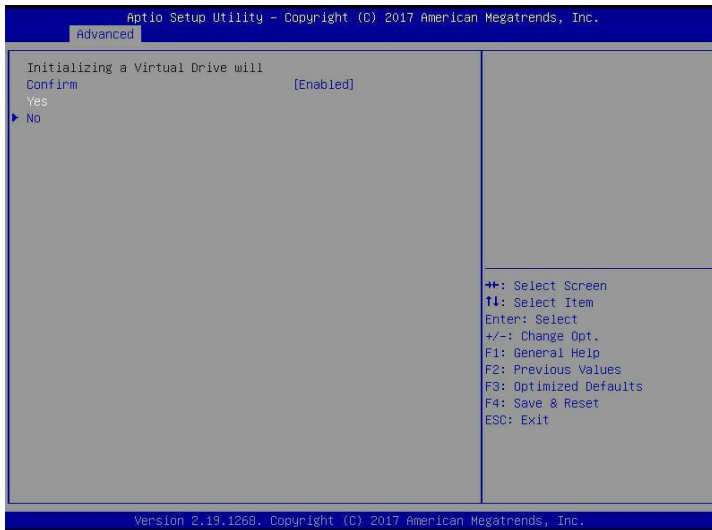 Aptio Setup Utility – Copyright (C) 2017 American Megatrends, Inc.
Advanced
Initializing a Virtual Drive will
Confirm [Enabled]
Yes
▶ No
→←: Select Screen
↑↓: Select Item
Enter: Select
+/-: Change Opt.
F1: General Help
F2: Previous Values
F3: Optimized Defaults
F4: Save & Reset
ESC: Exit
Version 2.19.1268. Copyright (C) 2017 American Megatrends, Inc.